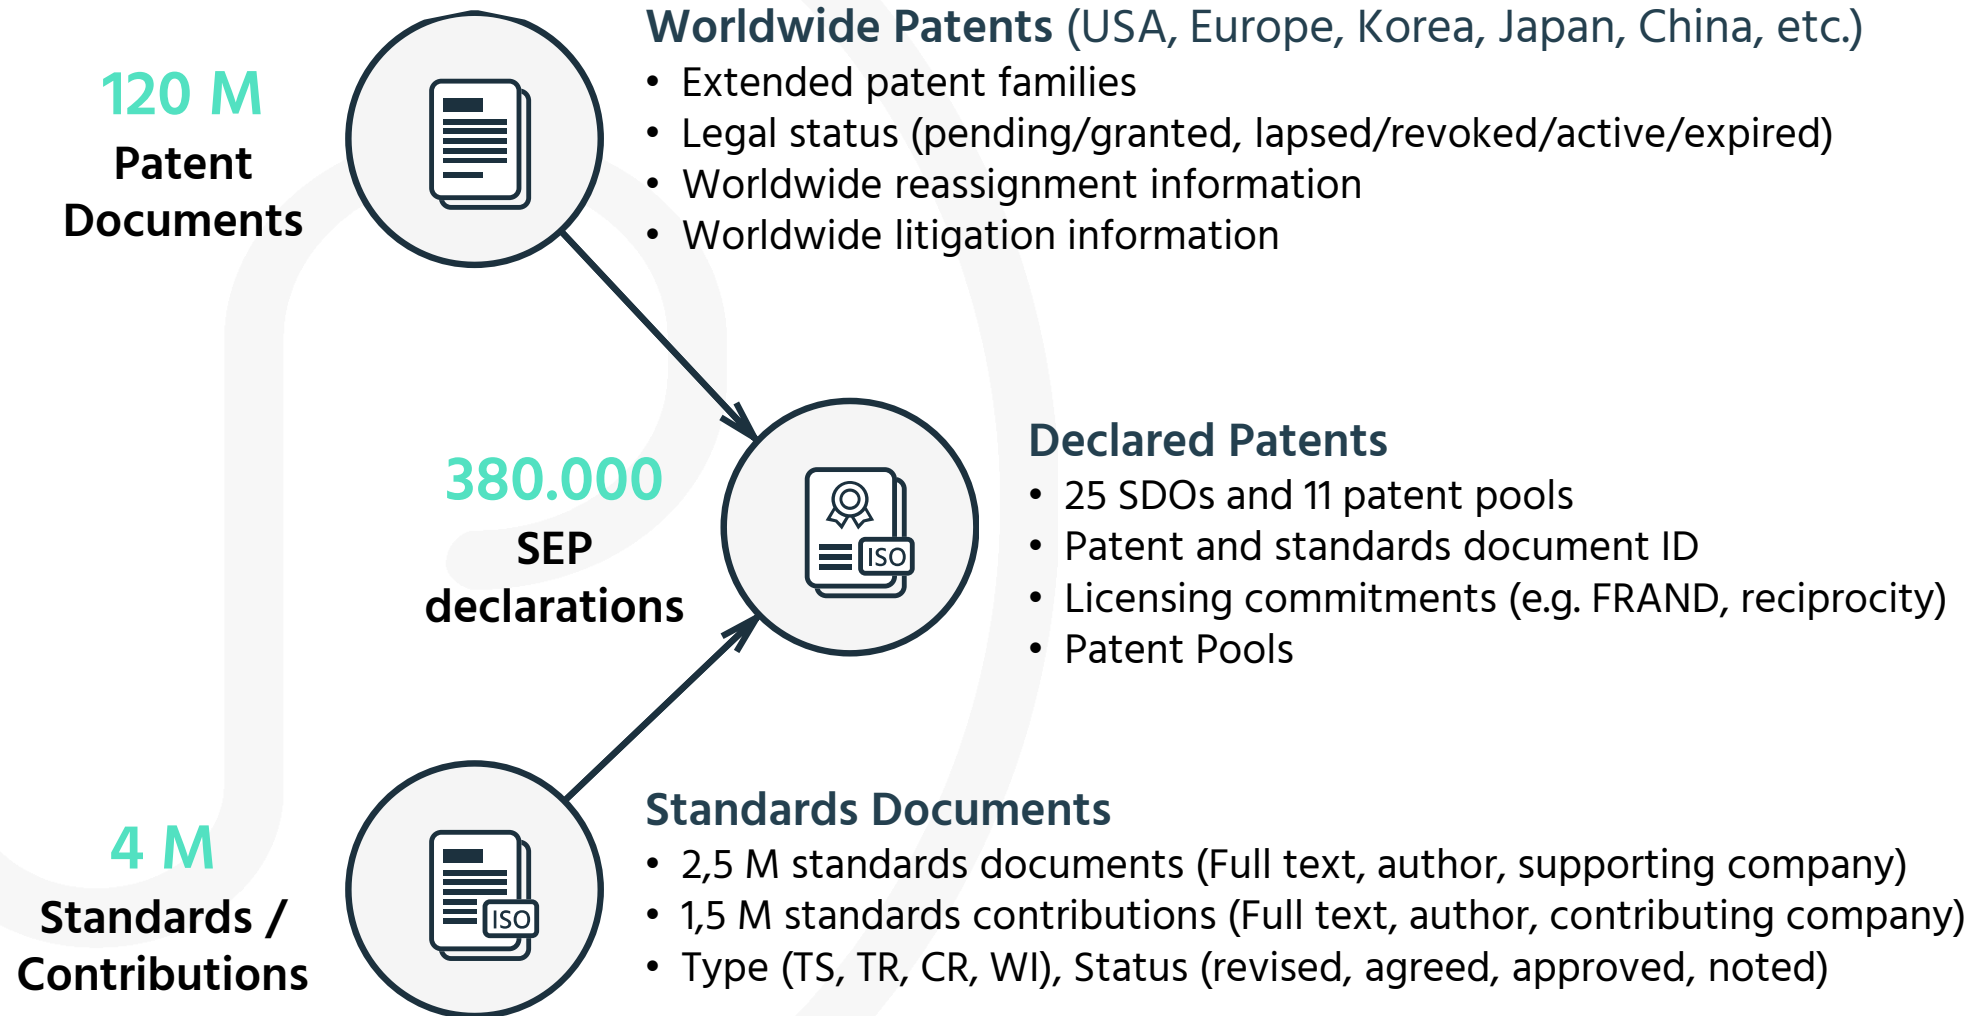 120 M
Patent
Documents
Worldwide Patents (USA, Europe, Korea, Japan, China, etc.)
• Extended patent families
• Legal status (pending/granted, lapsed/revoked/active/expired)
• Worldwide reassignment information
• Worldwide litigation information
380.000
SEP
declarations
ISO
Declared Patents
• 25 SDOs and 11 patent pools
• Patent and standards document ID
• Licensing commitments (e.g. FRAND, reciprocity)
• Patent Pools
4 M
Standards /
Contributions
ISO
Standards Documents
• 2,5 M standards documents (Full text, author, supporting company)
• 1,5 M standards contributions (Full text, author, contributing company)
• Type (TS, TR, CR, WI), Status (revised, agreed, approved, noted)